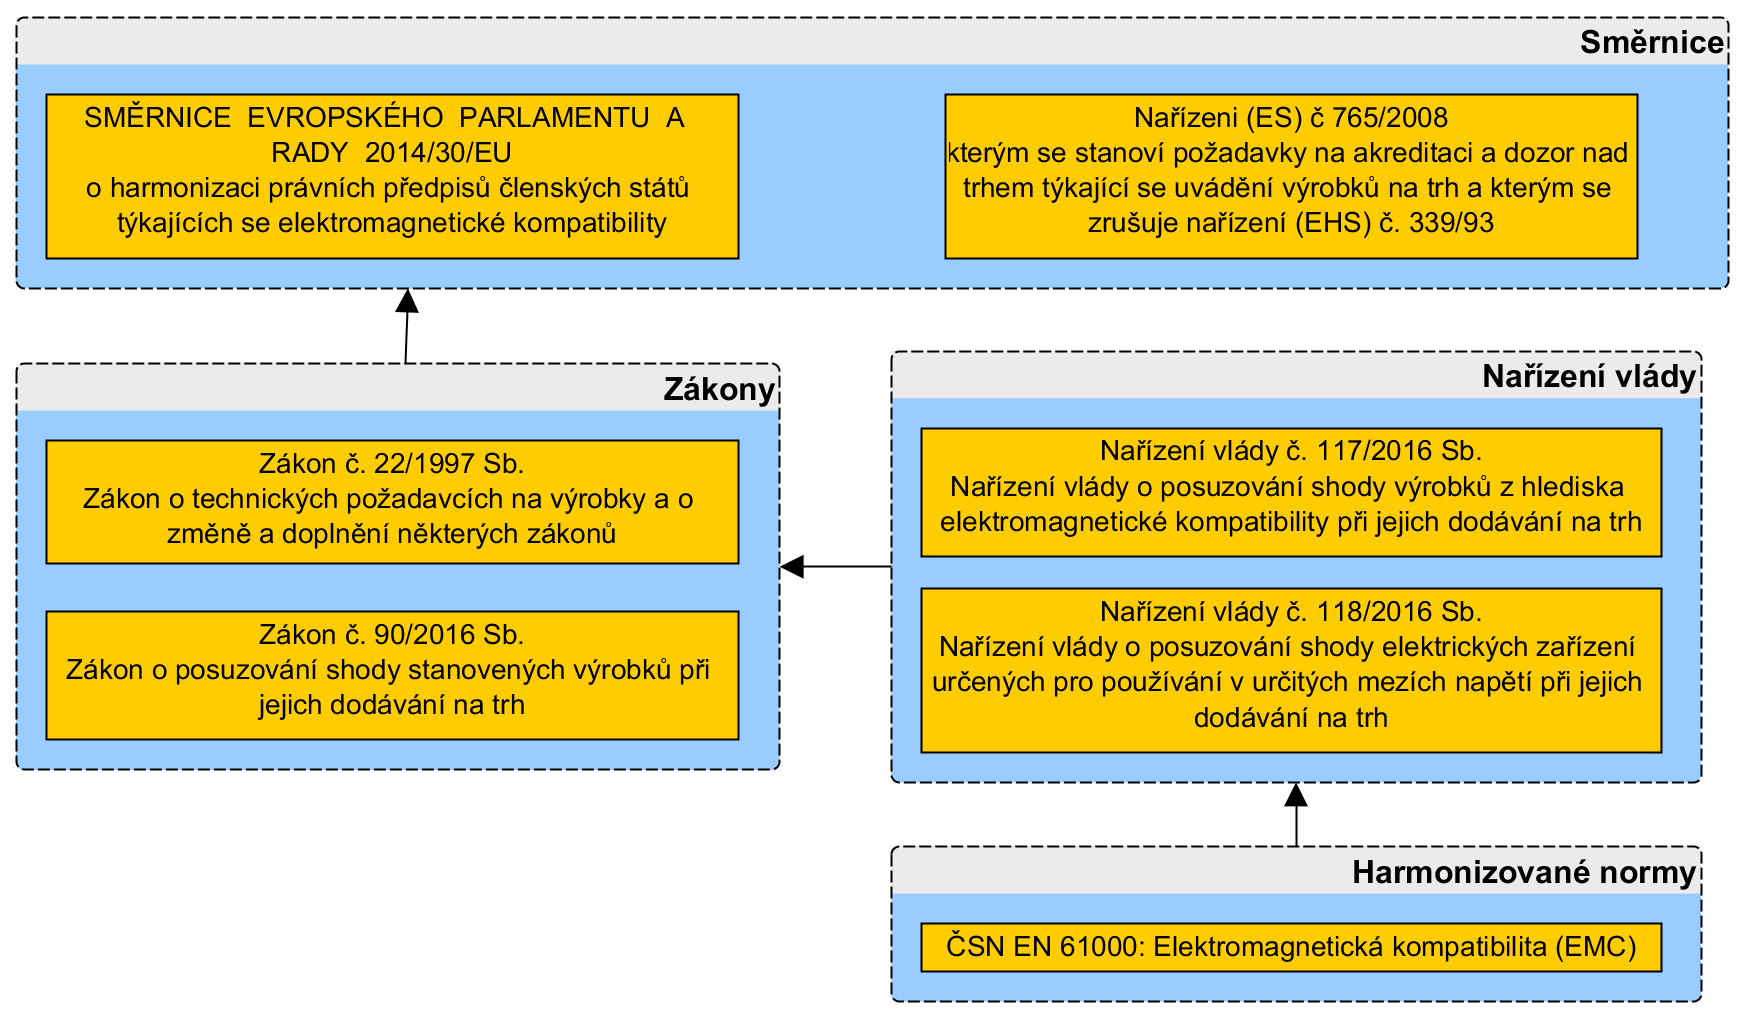 Směrnice
SMĚRNICE EVROPSKÉHO PARLAMENTU A
RADY 2014/30/EU
o harmonizaci právních předpisů členských států
týkajících se elektromagnetické kompatibility
Nařízeni (ES) č 765/2008
kterým se stanoví požadavky na akreditaci a dozor nad
trhem týkající se uvádění výrobků na trh a kterým se
zrušuje nařízení (EHS) č. 339/93
Zákony
Zákon č. 22/1997 Sb.
Zákon o technických požadavcích na výrobky a o
změně a doplnění některých zákonů
Zákon č. 90/2016 Sb.
Zákon o posuzování shody stanovených výrobků při
jejich dodávání na trh
Nařízení vlády
Nařízení vlády č. 117/2016 Sb.
Nařízení vlády o posuzování shody výrobků z hlediska
elektromagnetické kompatibility při jejich dodávání na trh
Nařízení vlády č. 118/2016 Sb.
Nařízení vlády o posuzování shody elektrických zařízení
určených pro používání v určitých mezích napětí při jejich
dodávání na trh
Harmonizované normy
ČSN EN 61000: Elektromagnetická kompatibilita (EMC)